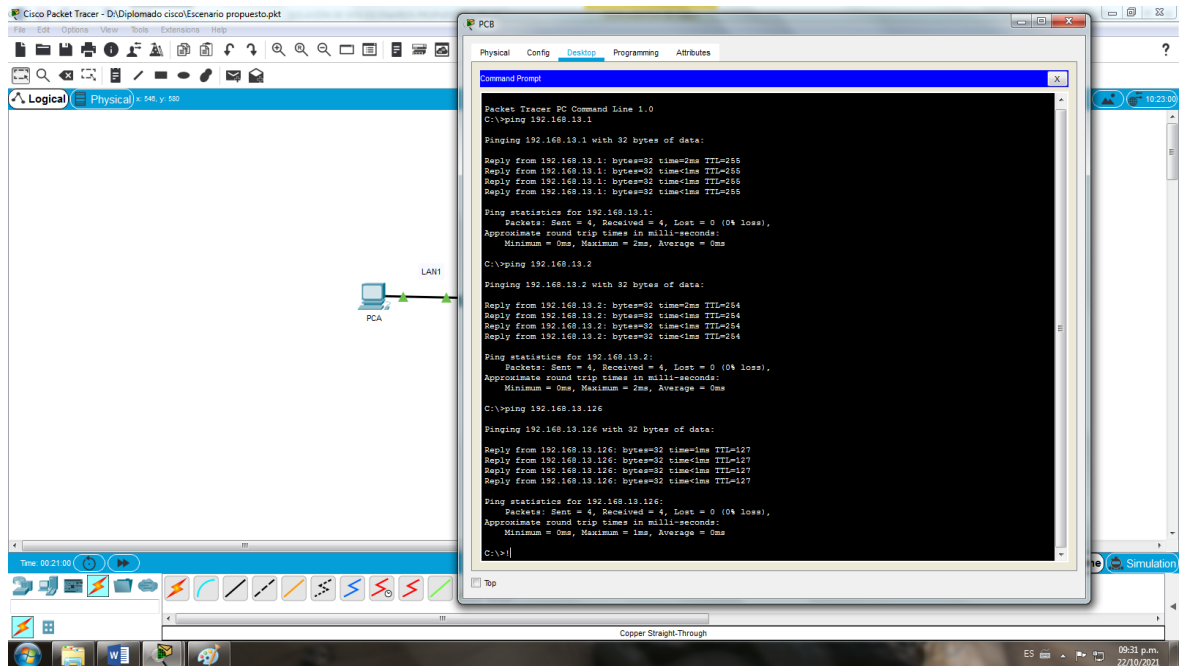 Cisco Packet Tracer - D:\Diplomado cisco\Escenario propuesto.pkt
File Edit Options View Tools Extensions Help
Logical Physical x: 548, y: 580
10:23:00
LAN1
PCA
PCB
Physical Config Desktop Programming Attributes
?
Command Prompt X
Packet Tracer PC Command Line 1.0
C:\>ping 192.168.13.1
Pinging 192.168.13.1 with 32 bytes of data:
Reply from 192.168.13.1: bytes=32 time=2ms TTL=255
Reply from 192.168.13.1: bytes=32 time<1ms TTL=255
Reply from 192.168.13.1: bytes=32 time<1ms TTL=255
Reply from 192.168.13.1: bytes=32 time<1ms TTL=255
Ping statistics for 192.168.13.1:
Packets: Sent = 4, Received = 4, Lost = 0 (0% loss),
Approximate round trip times in milli-seconds:
Minimum = 0ms, Maximum = 2ms, Average = 0ms
C:\>ping 192.168.13.2
Pinging 192.168.13.2 with 32 bytes of data:
Reply from 192.168.13.2: bytes=32 time=2ms TTL=254
Reply from 192.168.13.2: bytes=32 time<1ms TTL=254
Reply from 192.168.13.2: bytes=32 time<1ms TTL=254
Reply from 192.168.13.2: bytes=32 time<1ms TTL=254
Ping statistics for 192.168.13.2:
Packets: Sent = 4, Received = 4, Lost = 0 (0% loss),
Approximate round trip times in milli-seconds:
Minimum = 0ms, Maximum = 2ms, Average = 0ms
C:\>ping 192.168.13.126
Pinging 192.168.13.126 with 32 bytes of data:
Reply from 192.168.13.126: bytes=32 time=1ms TTL=127
Reply from 192.168.13.126: bytes=32 time<1ms TTL=127
Reply from 192.168.13.126: bytes=32 time<1ms TTL=127
Reply from 192.168.13.126: bytes=32 time<1ms TTL=127
Ping statistics for 192.168.13.126:
Packets: Sent = 4, Received = 4, Lost = 0 (0% loss),
Approximate round trip times in milli-seconds:
Minimum = 0ms, Maximum = 1ms, Average = 0ms
C:\>!
Top
Time: 00:21:00
Simulation
Copper Straight-Through
ES 09:31 p.m.
22/10/2021